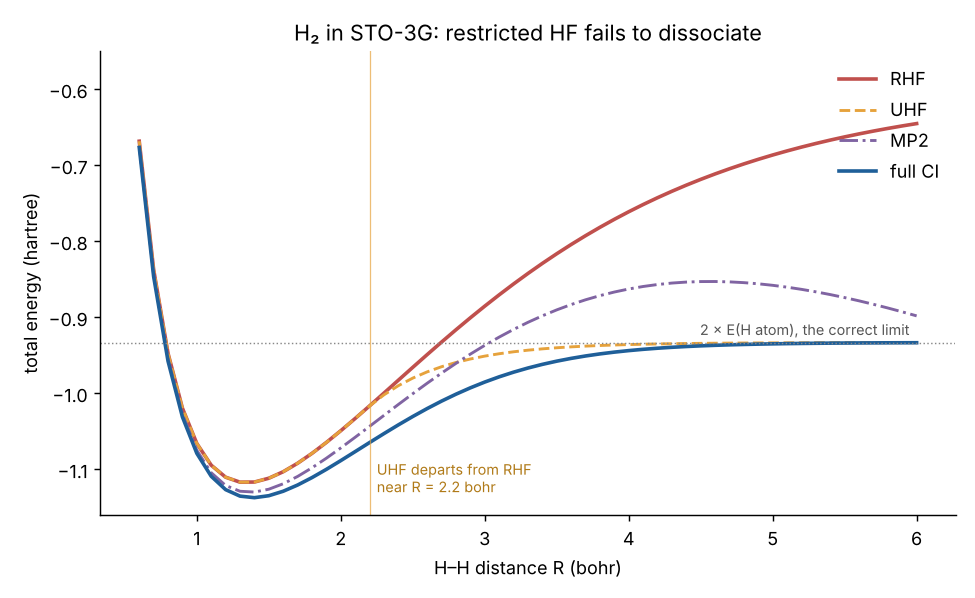 H₂ in STO-3G: restricted HF fails to dissociate
total energy (hartree)
−0.6
−0.7
−0.8
−0.9
−1.0
−1.1
RHF
UHF
MP2
full CI
2 × E(H atom), the correct limit
UHF departs from RHF
near R = 2.2 bohr
1 2 3 4 5 6
H–H distance R (bohr)